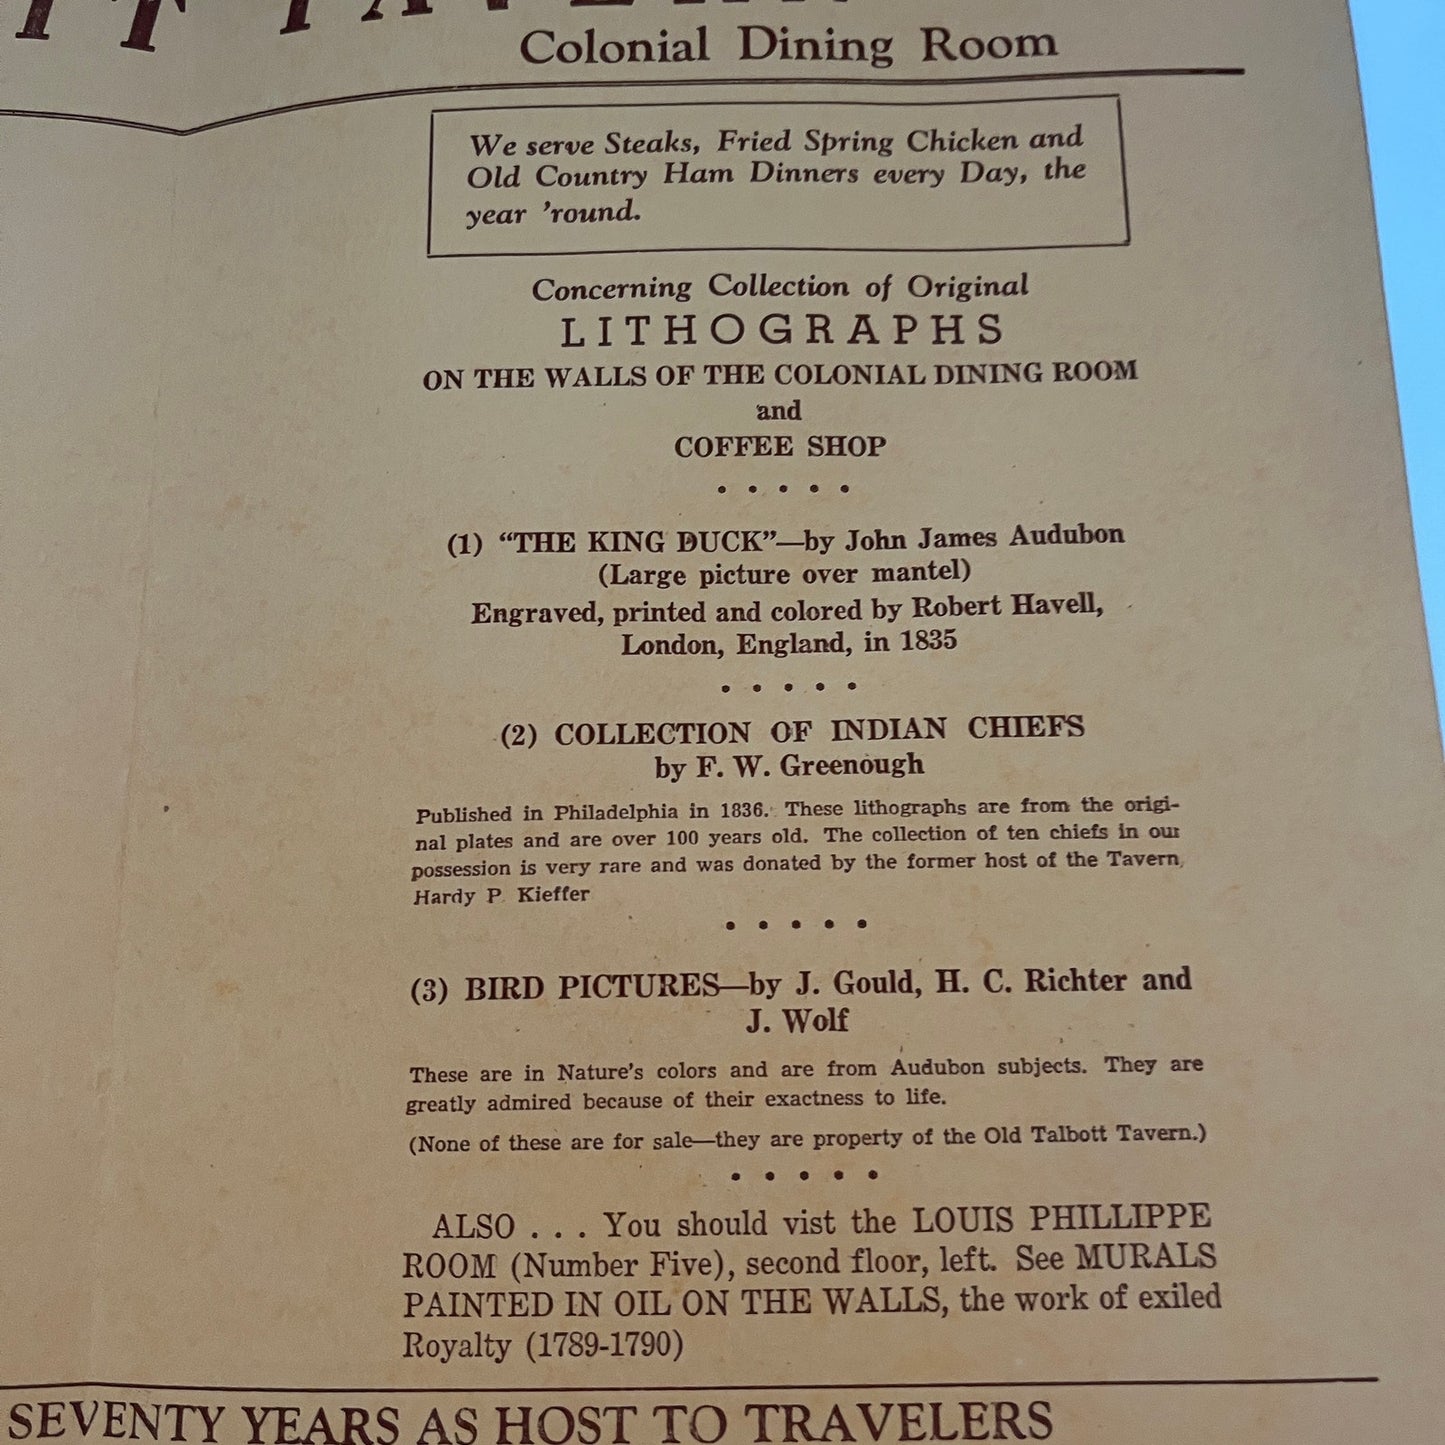 Colonial Dining Room
We serve Steaks, Fried Spring Chicken and
Old Country Ham Dinners every Day, the
year 'round.
Concerning Collection of Original
LITHOGRAPHS
ON THE WALLS OF THE COLONIAL DINING ROOM
and
COFFEE SHOP
• • • • •
(1) “THE KING DUCK”—by John James Audubon
(Large picture over mantel)
Engraved, printed and colored by Robert Havell,
London, England, in 1835
• • • • •
(2) COLLECTION OF INDIAN CHIEFS
by F. W. Greenough
Published in Philadelphia in 1836. These lithographs are from the origi-
nal plates and are over 100 years old. The collection of ten chiefs in our
possession is very rare and was donated by the former host of the Tavern,
Hardy P. Kieffer
• • • • •
(3) BIRD PICTURES—by J. Gould, H. C. Richter and
J. Wolf
These are in Nature's colors and are from Audubon subjects. They are
greatly admired because of their exactness to life.
(None of these are for sale—they are property of the Old Talbott Tavern.)
• • • • •
ALSO . . . You should vist the LOUIS PHILLIPPE
ROOM (Number Five), second floor, left. See MURALS
PAINTED IN OIL ON THE WALLS, the work of exiled
Royalty (1789-1790)
SEVENTY YEARS AS HOST TO TRAVELERS